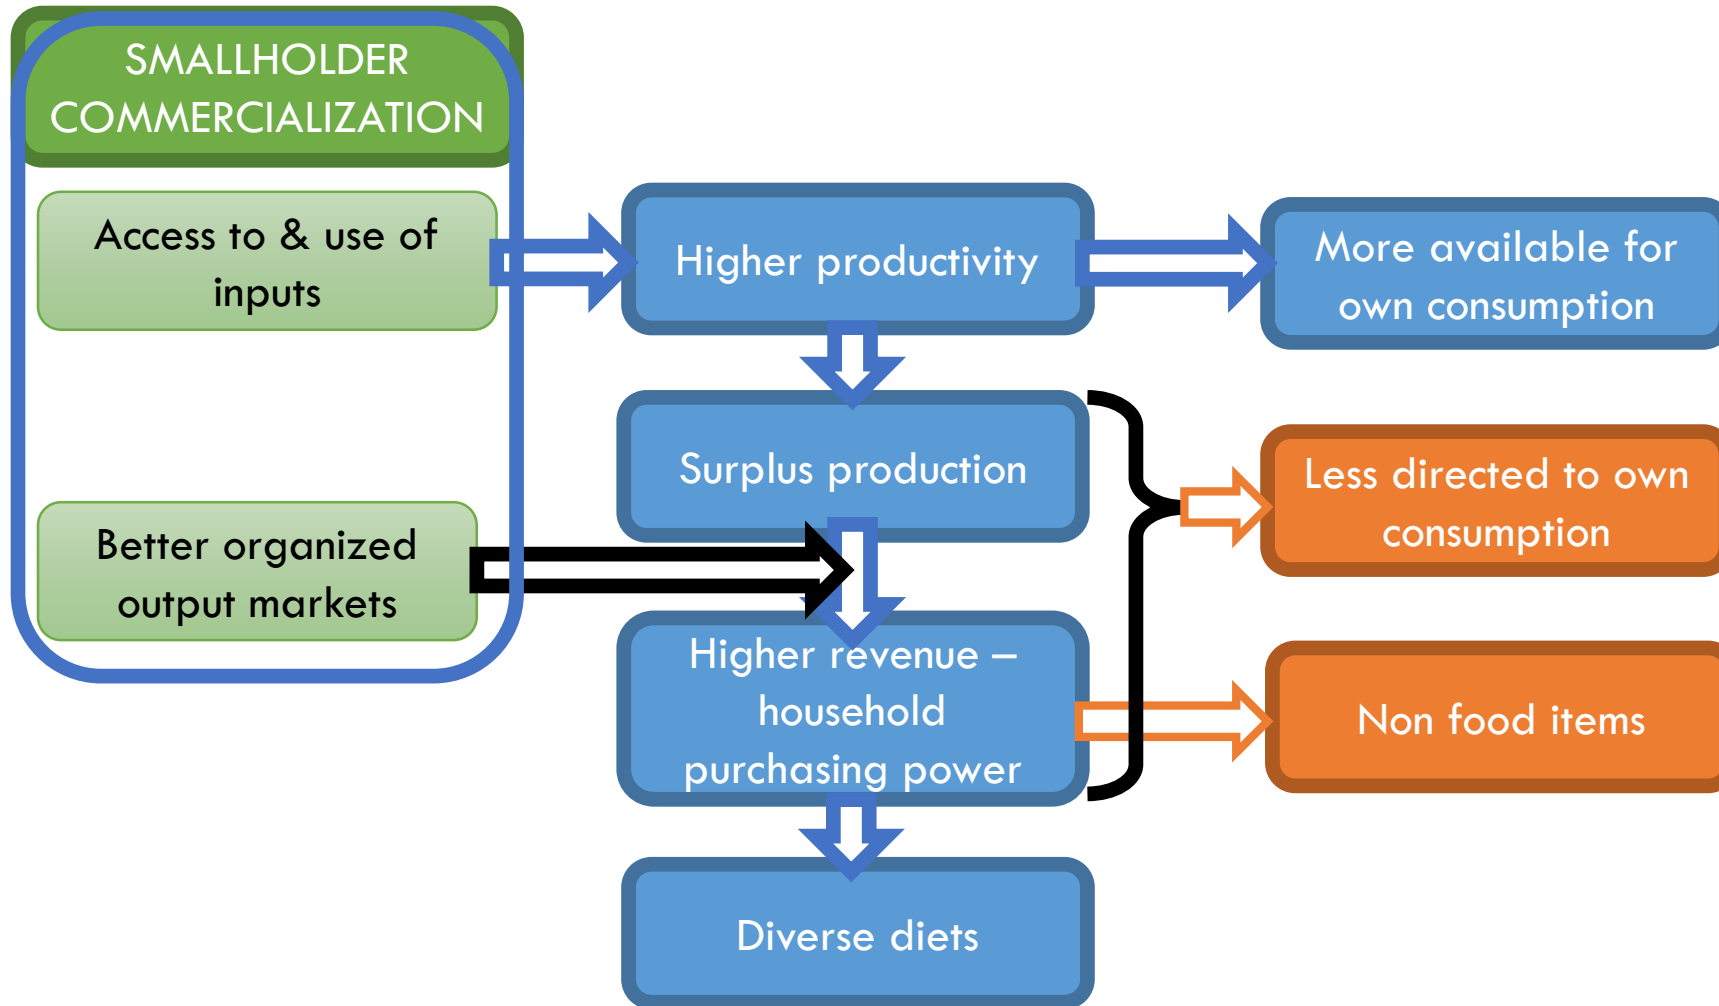 SMALLHOLDER
COMMERCIALIZATION
Access to & use of
inputs
Higher productivity
More available for
own consumption
Surplus production
Less directed to own
consumption
Better organized
output markets
Higher revenue –
household
purchasing power
Non food items
Diverse diets